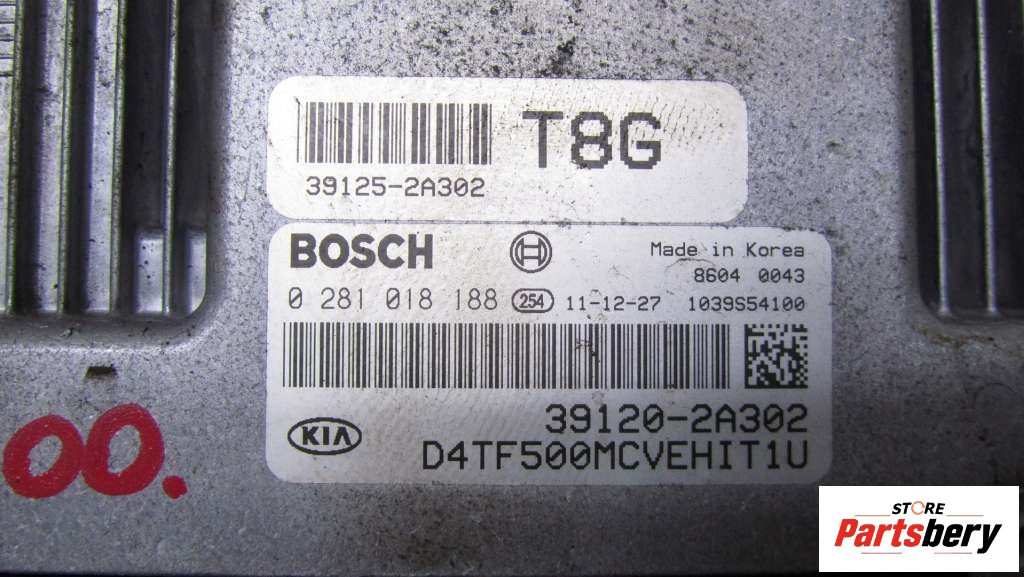 T8G
39125-2A302
BOSCH
Made in Korea
8604 0043
0 281 018 188 254 11-12-27 1039S54100
39120-2A302
KIA
D4TF500MCVEHIT1U
00.
STORE
Partsbery